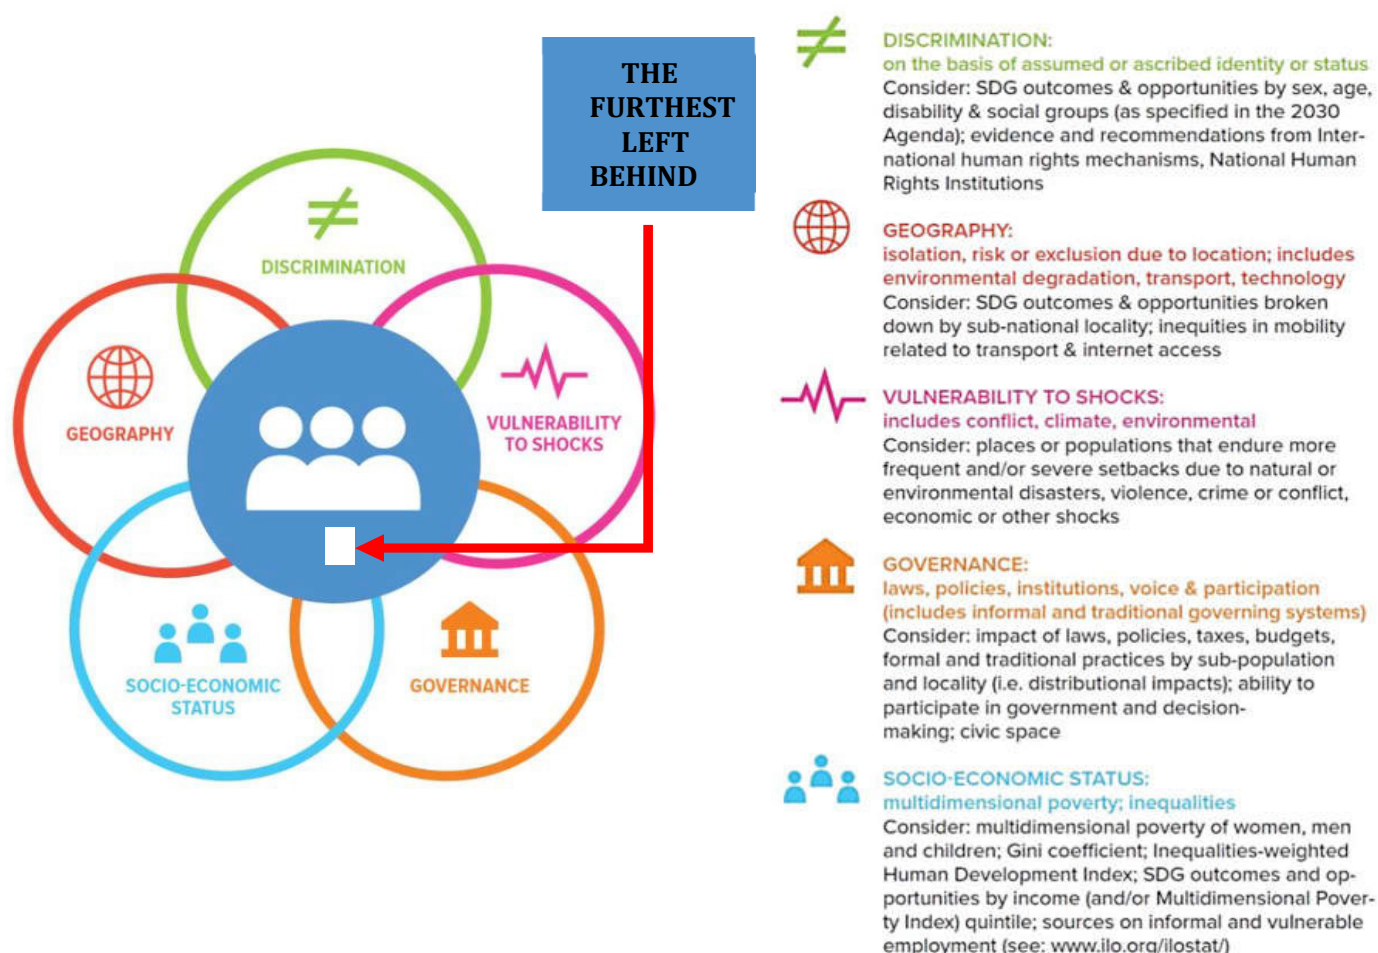 THE
FURTHEST
LEFT
BEHIND
DISCRIMINATION
GEOGRAPHY
VULNERABILITY
TO SHOCKS
SOCIO-ECONOMIC
STATUS
GOVERNANCE
DISCRIMINATION:
on the basis of assumed or ascribed identity or status
Consider: SDG outcomes & opportunities by sex, age,
disability & social groups (as specified in the 2030
Agenda); evidence and recommendations from Inter-
national human rights mechanisms, National Human
Rights Institutions
GEOGRAPHY:
isolation, risk or exclusion due to location; includes
environmental degradation, transport, technology
Consider: SDG outcomes & opportunities broken
down by sub-national locality; inequities in mobility
related to transport & internet access
VULNERABILITY TO SHOCKS:
includes conflict, climate, environmental
Consider: places or populations that endure more
frequent and/or severe setbacks due to natural or
environmental disasters, violence, crime or conflict,
economic or other shocks
GOVERNANCE:
laws, policies, institutions, voice & participation
(includes informal and traditional governing systems)
Consider: impact of laws, policies, taxes, budgets,
formal and traditional practices by sub-population
and locality (i.e. distributional impacts); ability to
participate in government and decision-
making; civic space
SOCIO-ECONOMIC STATUS:
multidimensional poverty; inequalities
Consider: multidimensional poverty of women, men
and children; Gini coefficient; Inequalities-weighted
Human Development Index; SDG outcomes and op-
portunities by income (and/or Multidimensional Pover-
ty Index) quintile; sources on informal and vulnerable
employment (see: www.ilo.org/ilostat/)